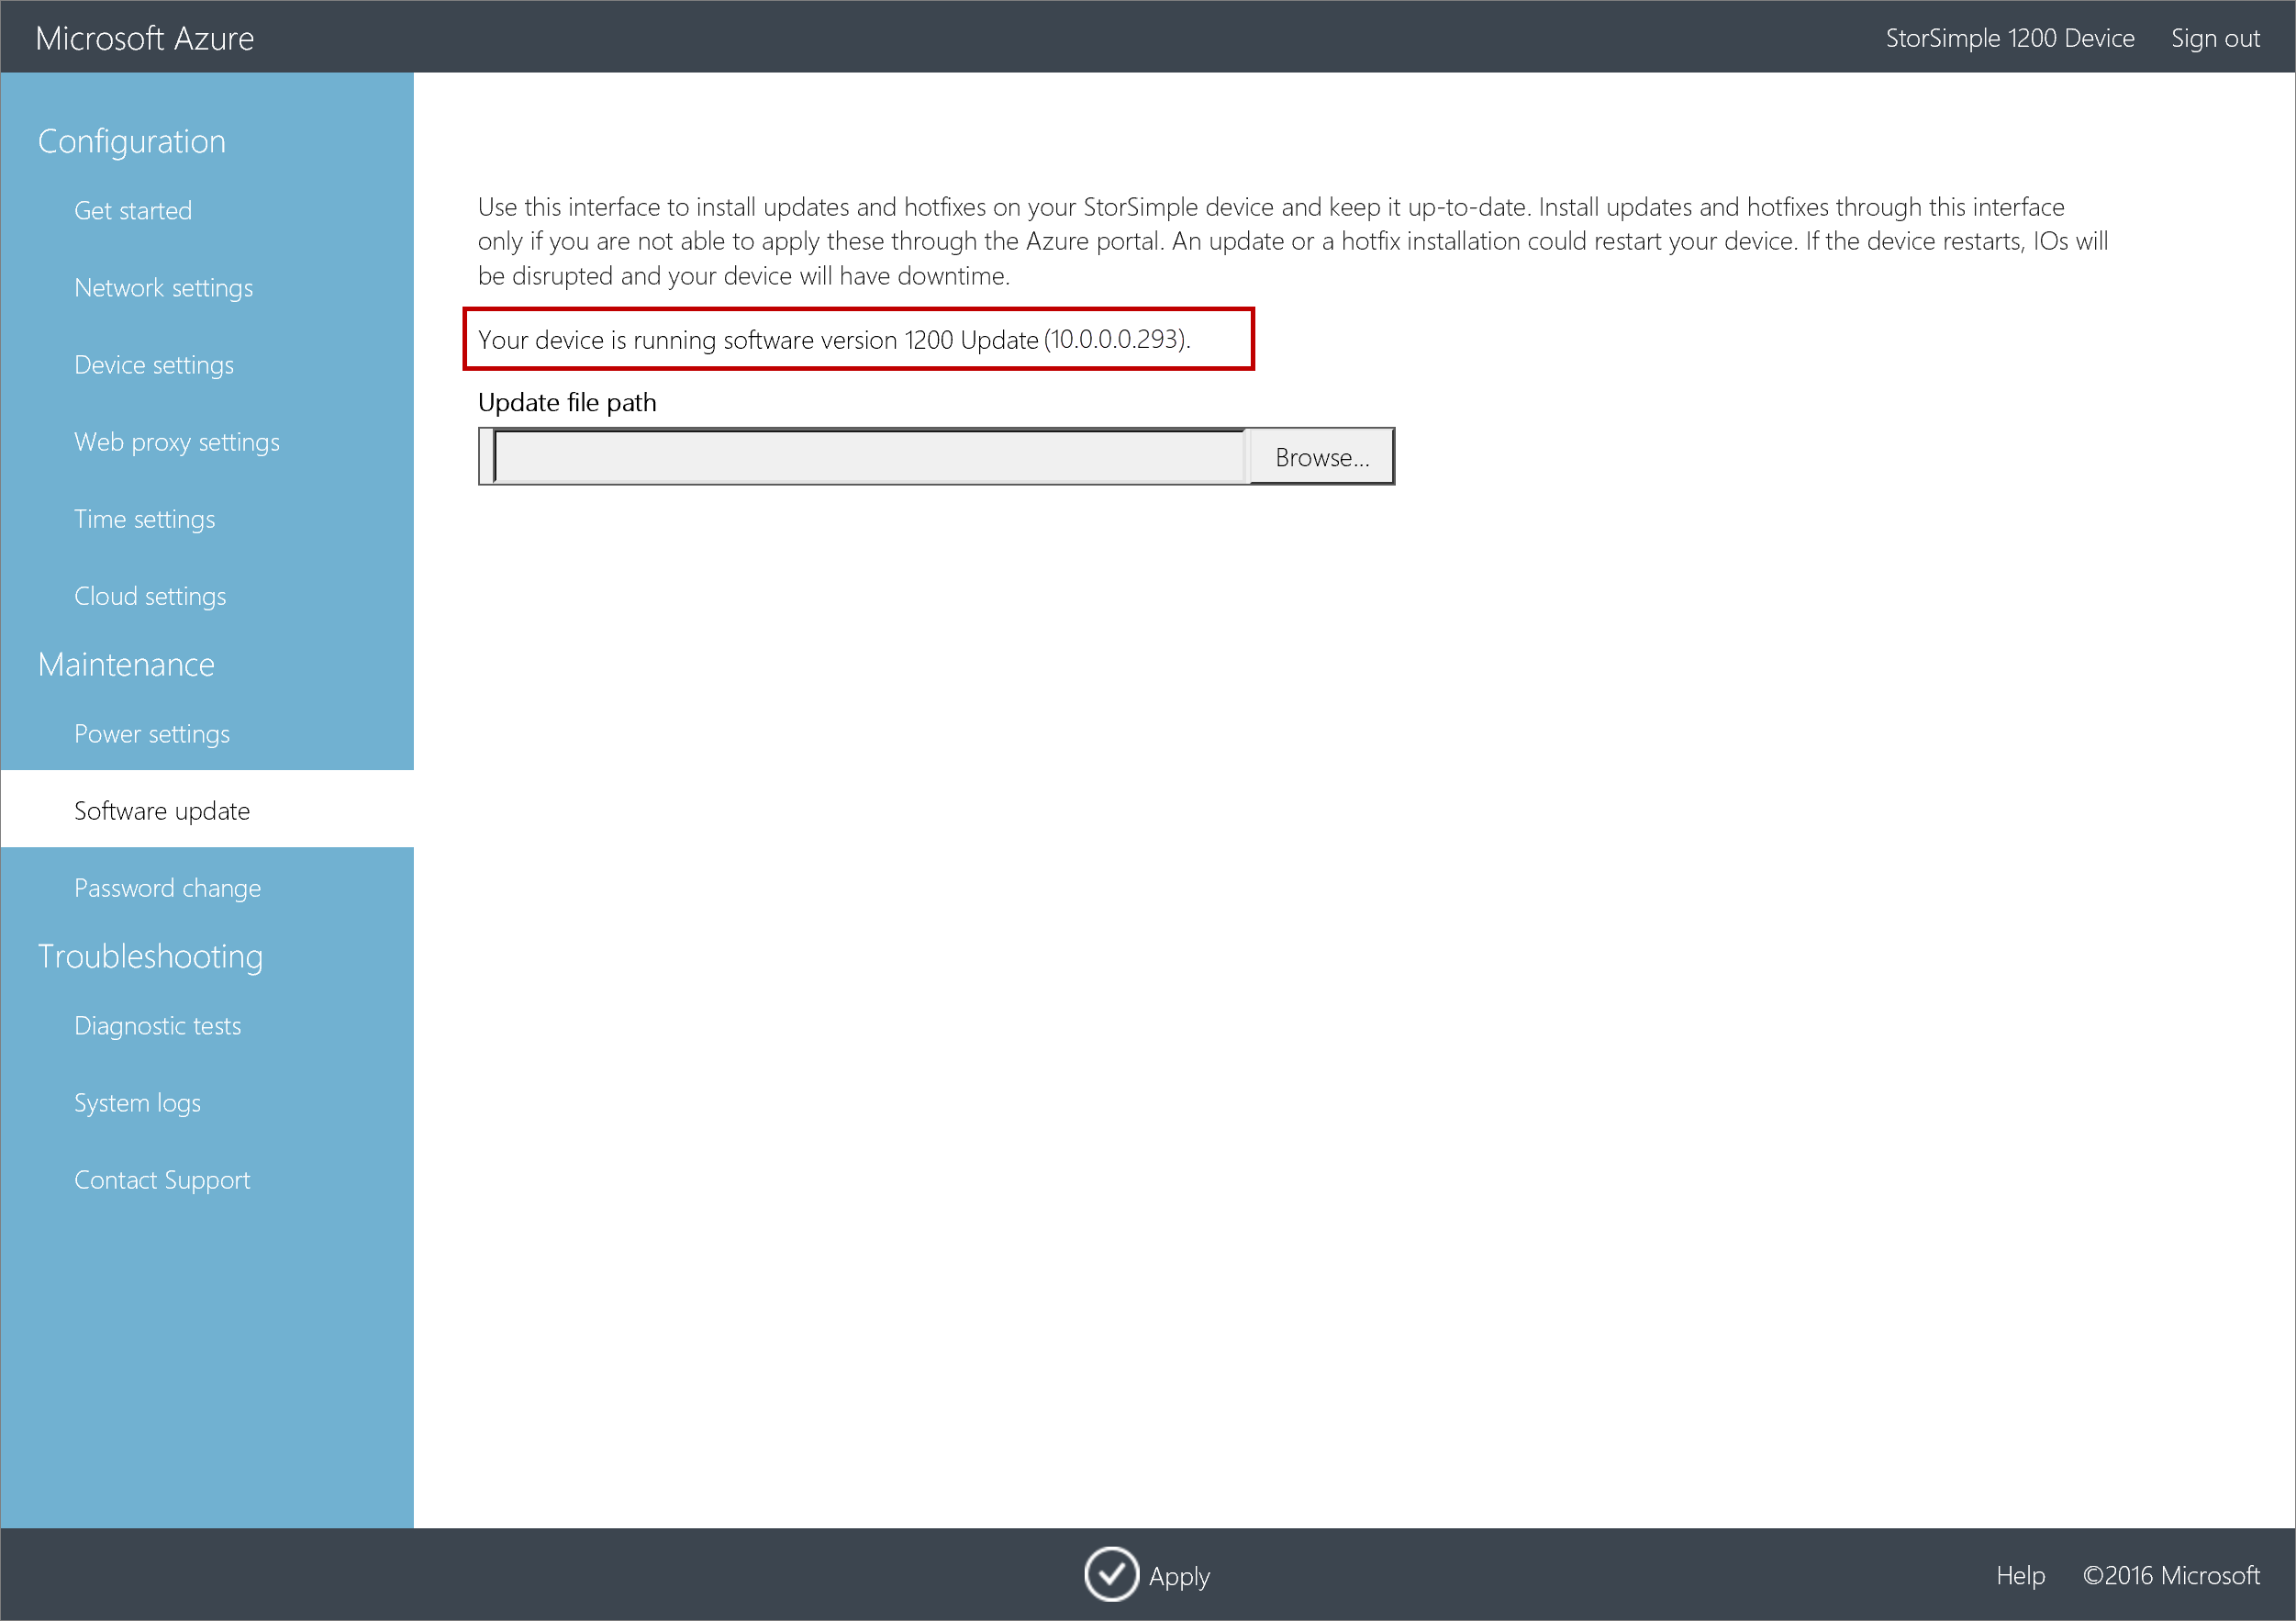 Microsoft Azure
StorSimple 1200 Device
Sign out
Configuration
Get started
Network settings
Device settings
Web proxy settings
Time settings
Cloud settings
Maintenance
Power settings
Software update
Password change
Troubleshooting
Diagnostic tests
System logs
Contact Support
Use this interface to install updates and hotfixes on your StorSimple device and keep it up-to-date. Install updates and hotfixes through this interface
only if you are not able to apply these through the Azure portal. An update or a hotfix installation could restart your device. If the device restarts, IOs will
be disrupted and your device will have downtime.
Your device is running software version 1200 Update (10.0.0.0.293).
Update file path
Browse...
Apply
Help
©2016 Microsoft